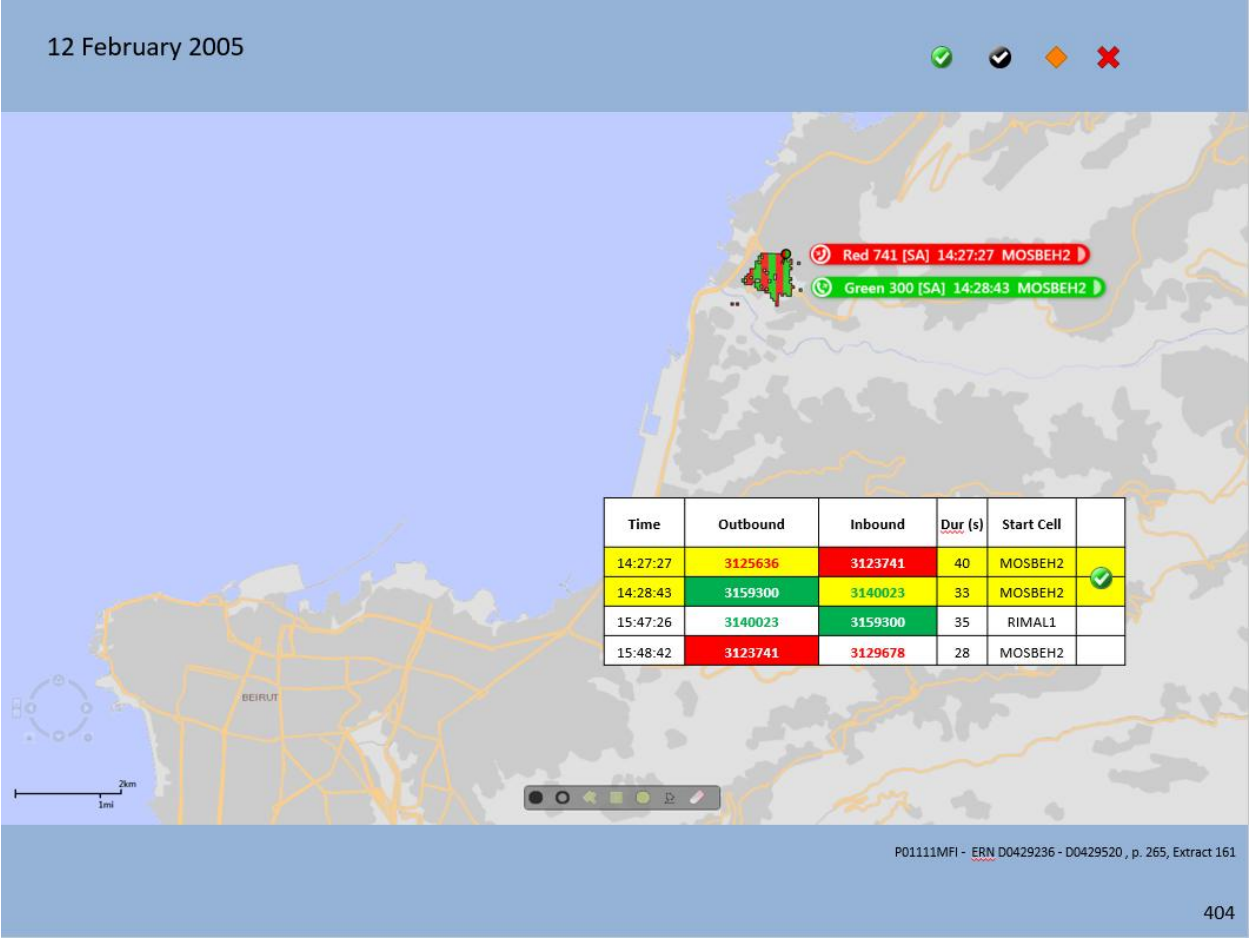 12 February 2005
Red 741 [SA] 14:27:27 MOSBEH2
Green 300 [SA] 14:28:43 MOSBEH2
Time Outbound Inbound Dur (s) Start Cell
14:27:27 3125636 3123741 40 MOSBEH2
14:28:43 3159300 3140023 33 MOSBEH2
15:47:26 3140023 3159300 35 RIMAL1
15:48:42 3123741 3129678 28 MOSBEH2
BEIRUT
2km
1mi
P01111MFI - ERN D0429236 - D0429520 , p. 265, Extract 161
404